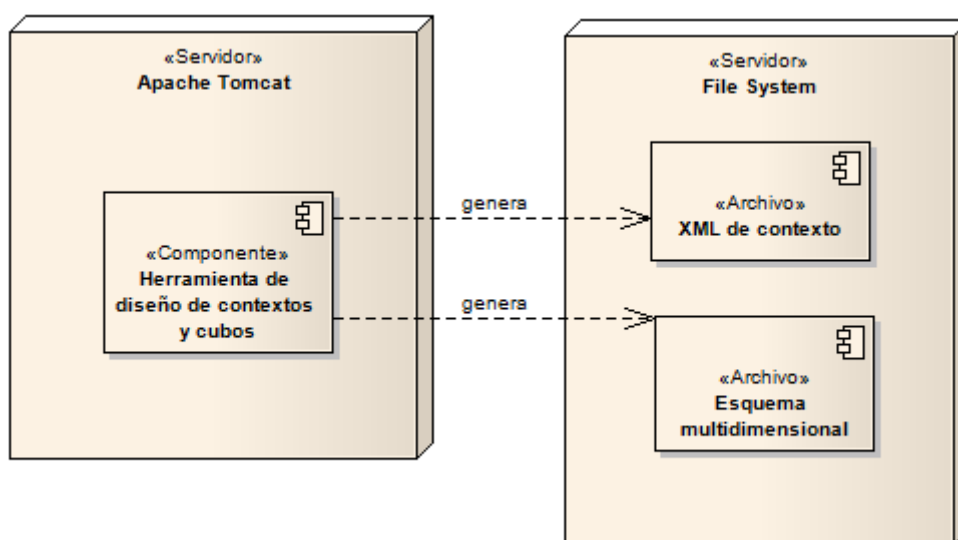 «Servidor»
Apache Tomcat
«Componente»
Herramienta de
diseño de contextos
y cubos
genera
genera
«Servidor»
File System
«Archivo»
XML de contexto
«Archivo»
Esquema
multidimensional